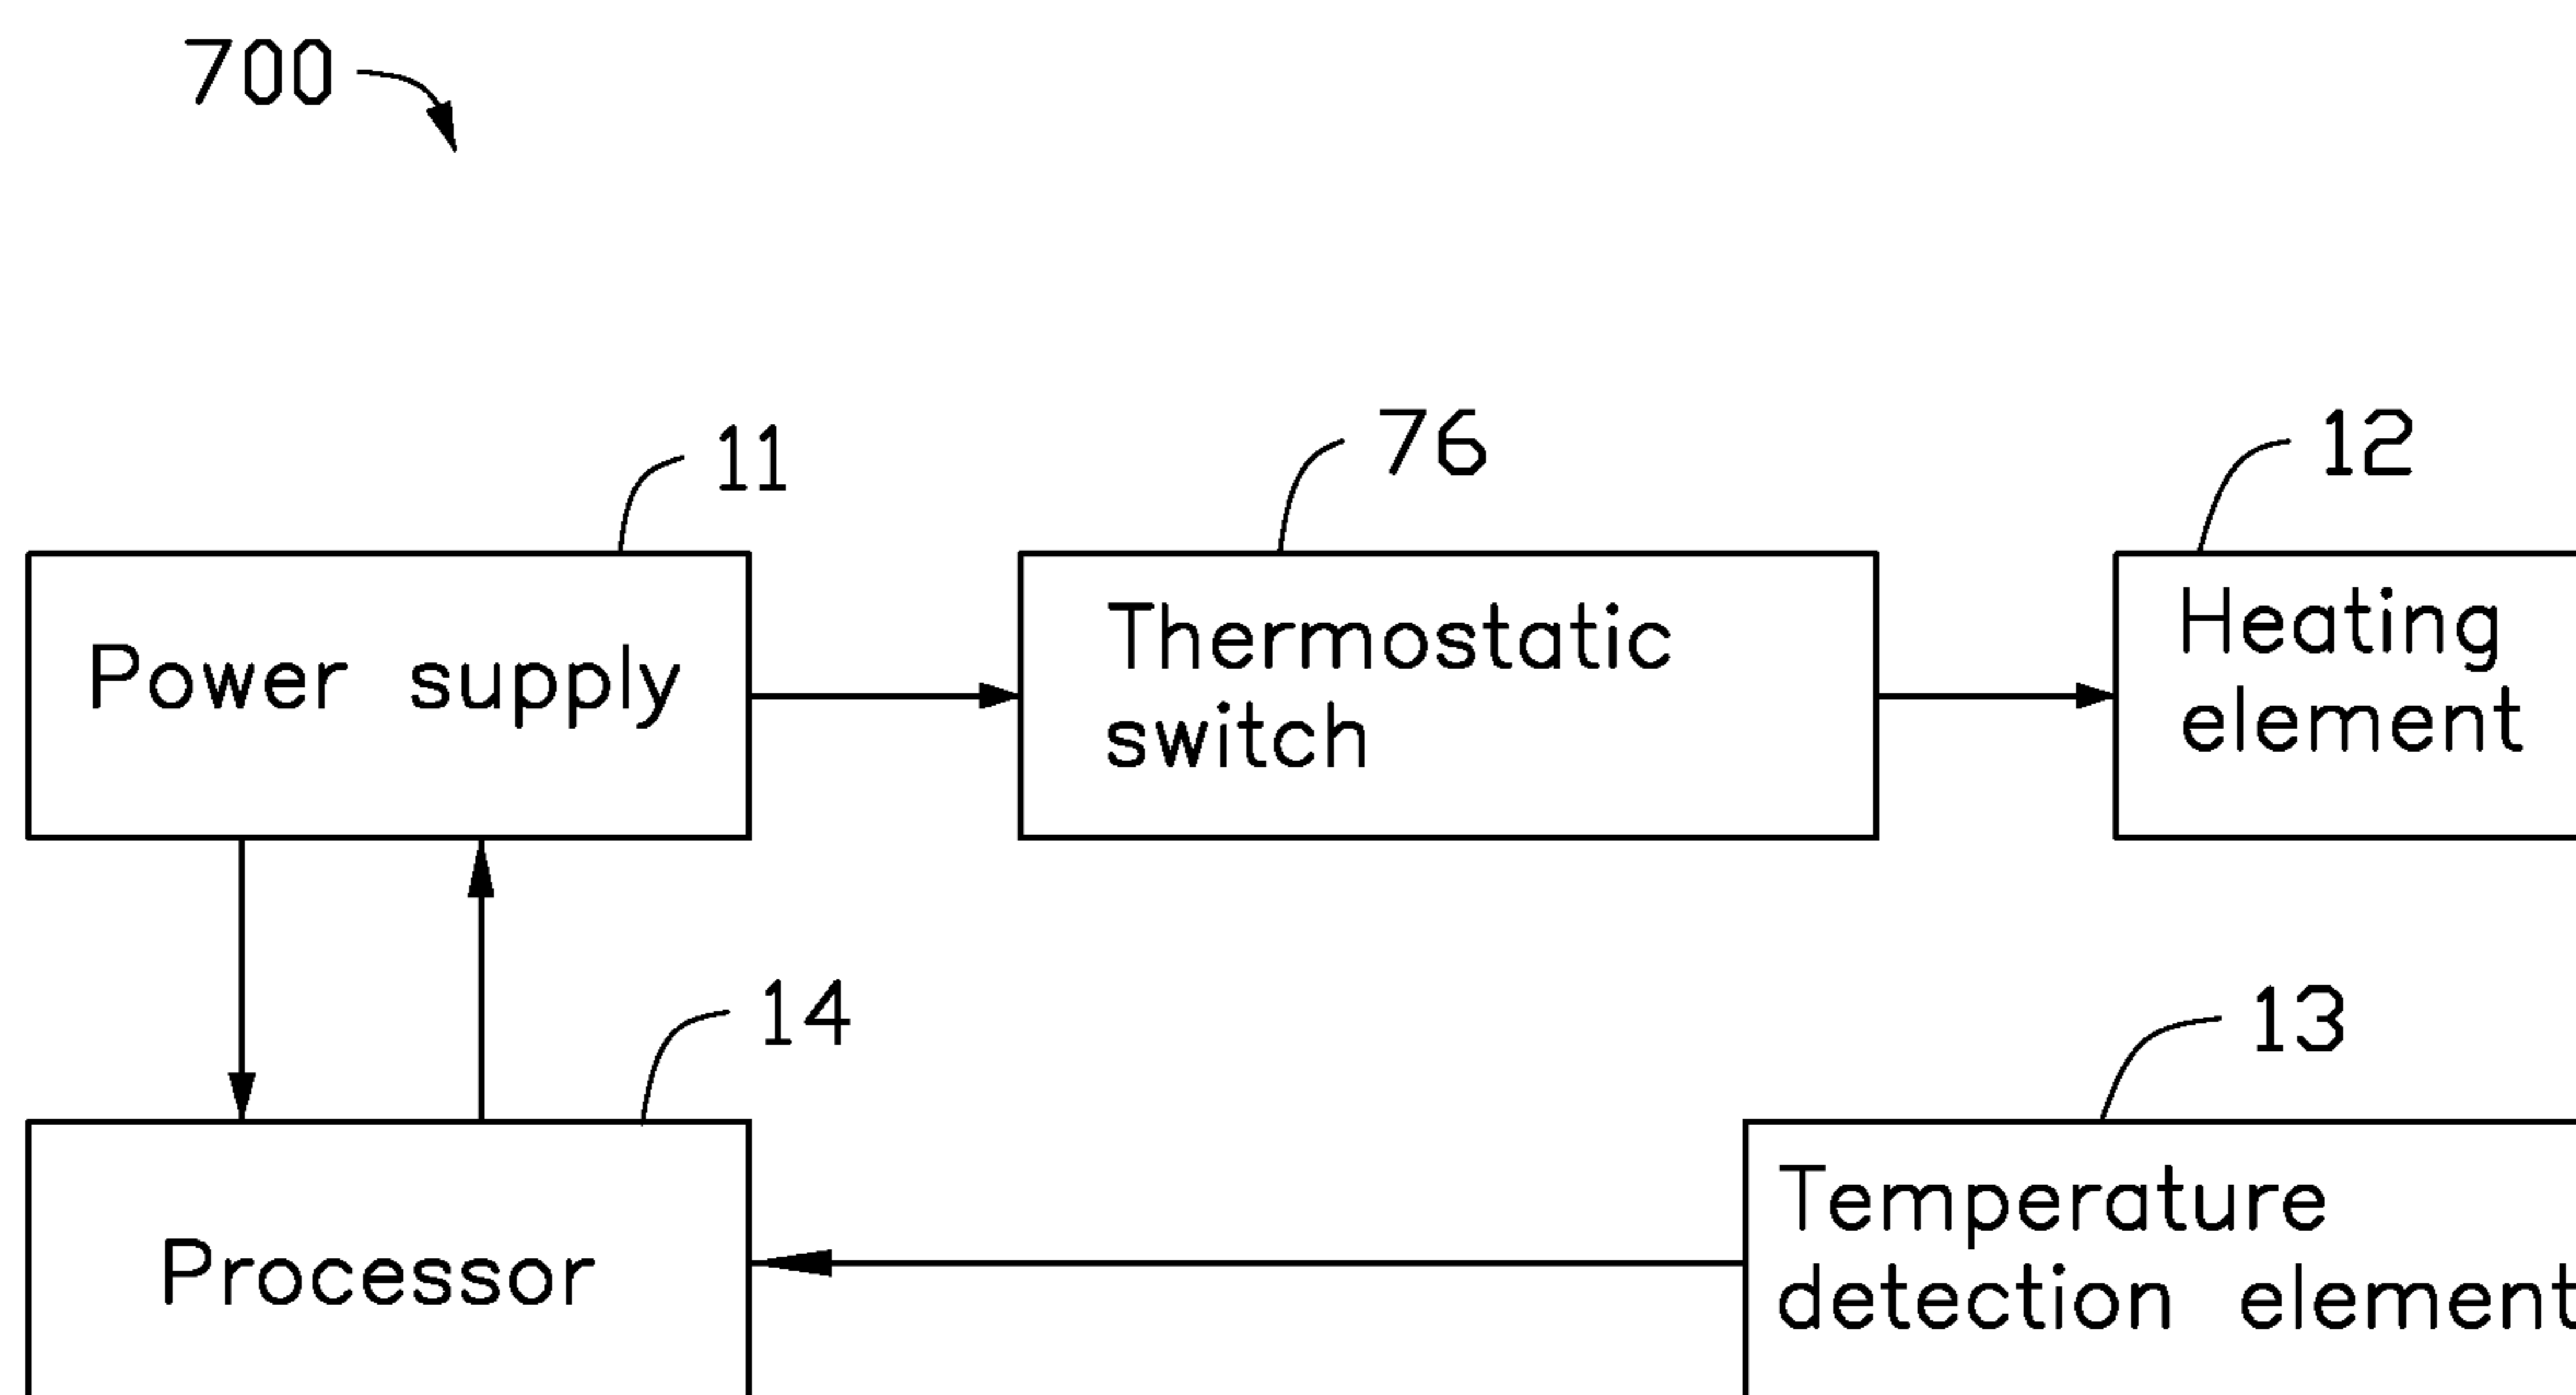 700
11
76
12
Power supply
Thermostatic
switch
Heating
element
14
13
Processor
Temperature
detection element